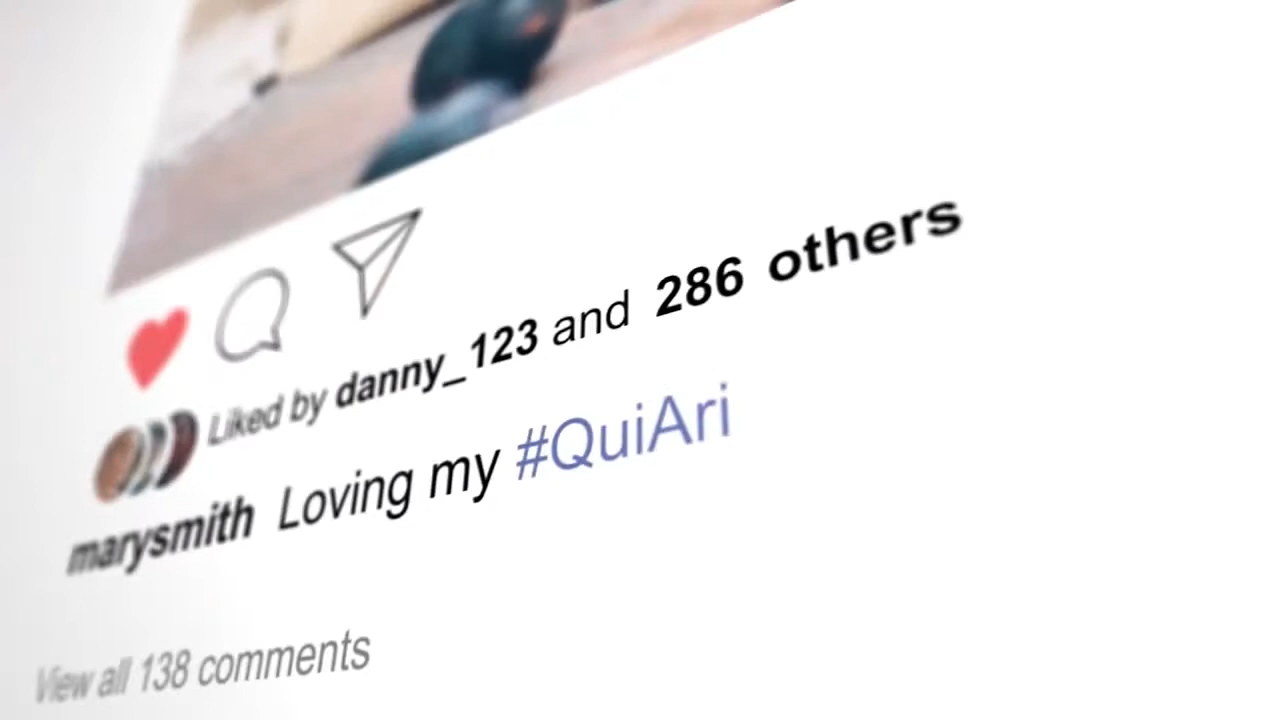 Liked by danny_123 and 286 others
marysmith Loving my #QuiAri
View all 138 comments